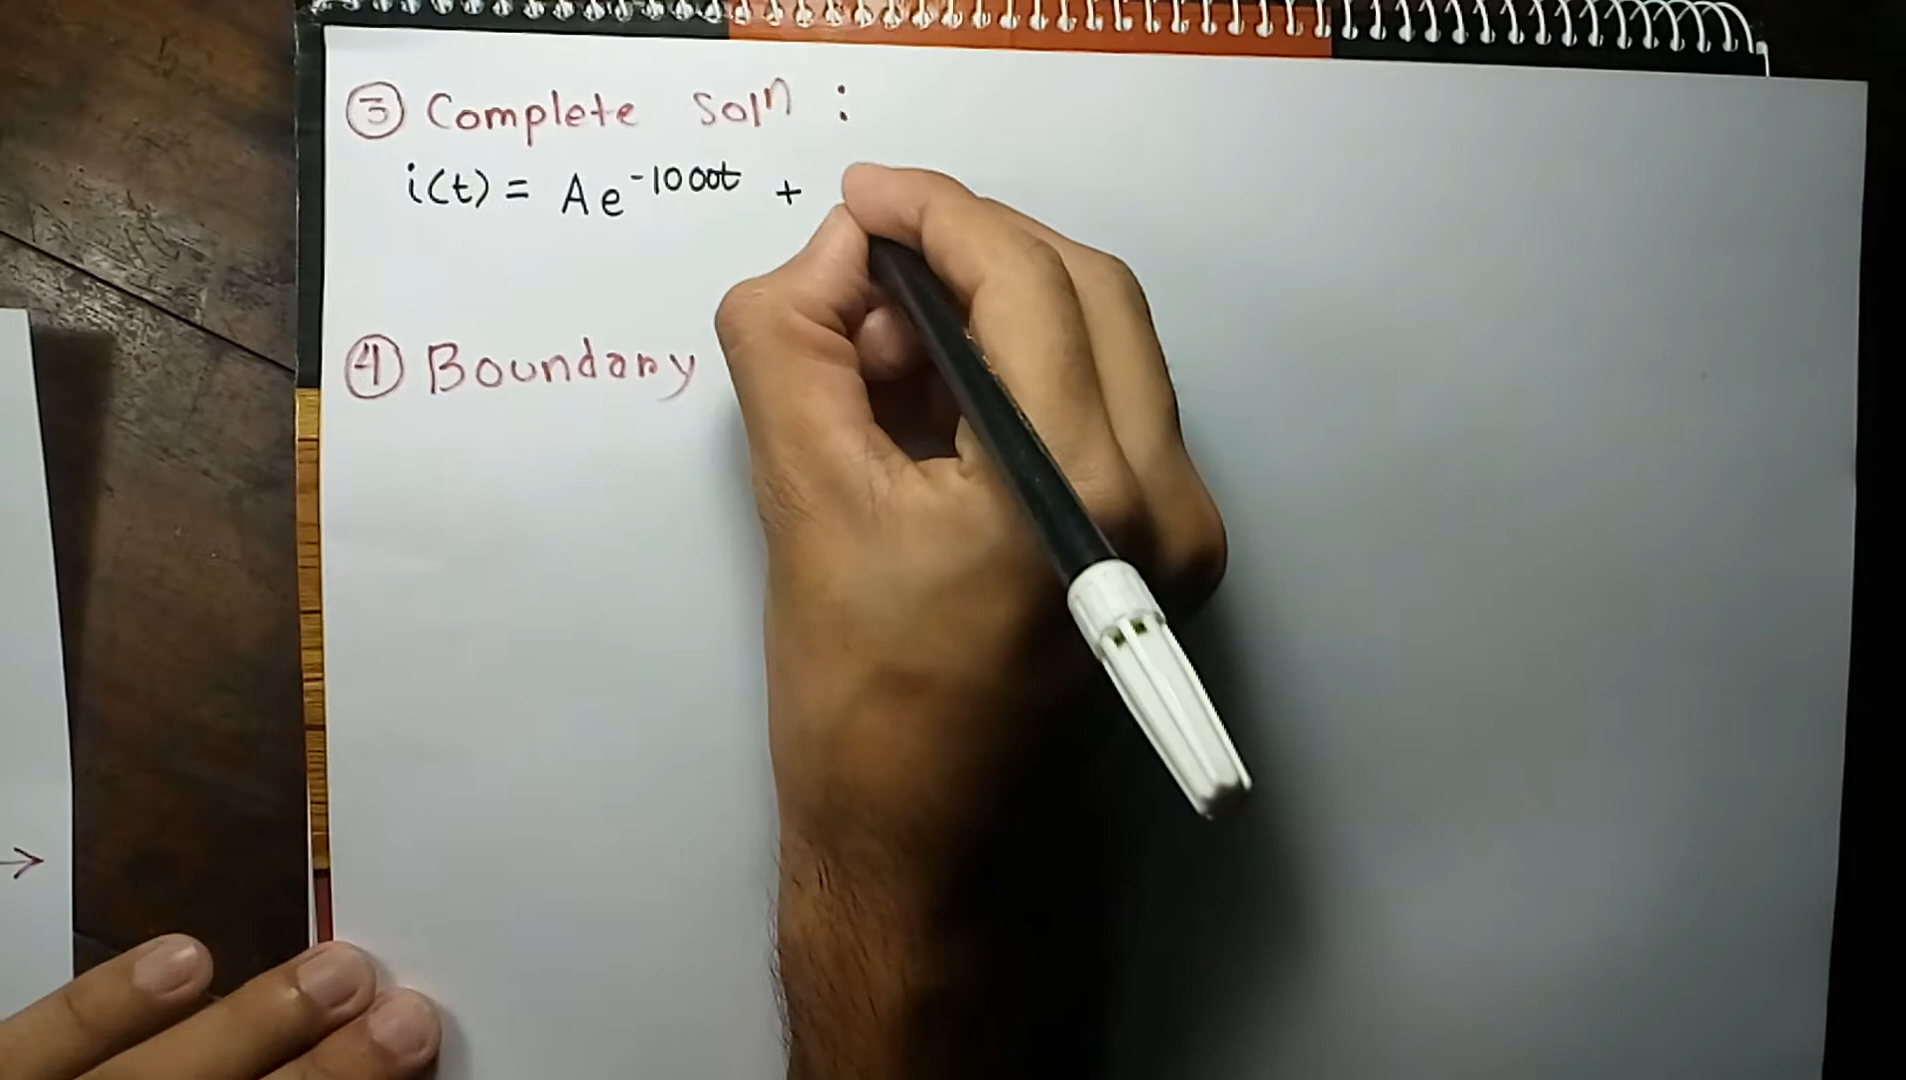 ③ Complete Solⁿ :
i(t) = Ae^-1000t +
④ Boundary